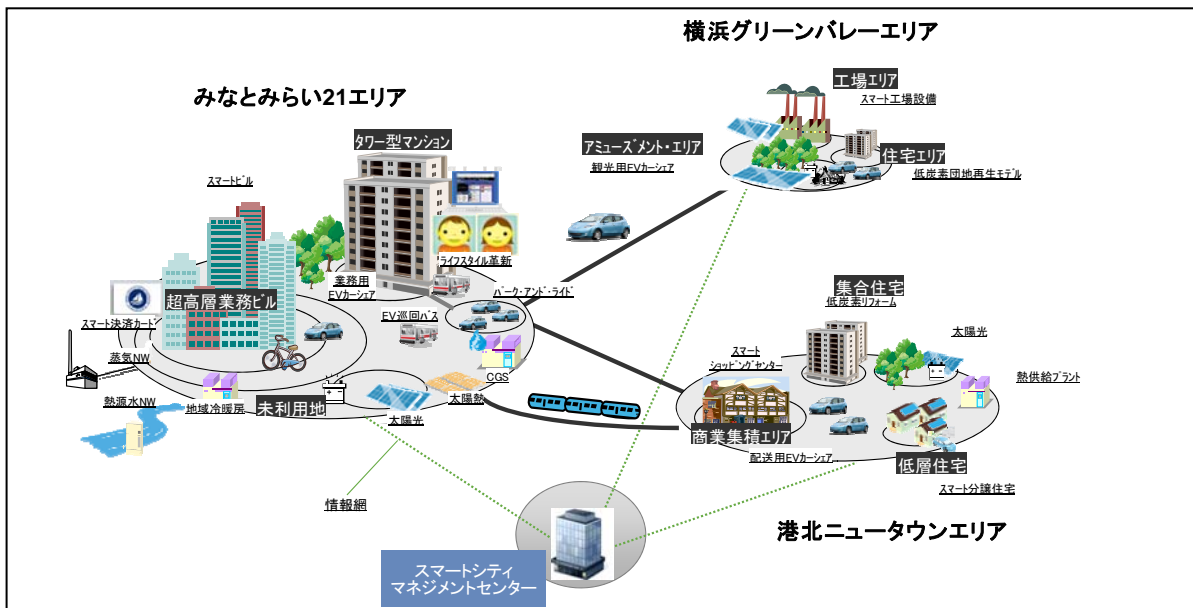 横浜グリーンバレーエリア
工場エリア
スマート工場設備
みなとみらい21エリア
タワー型マンション
アミューズメント・エリア
観光用EVカーシェア
住宅エリア
低炭素団地再生モデル
スマートビル
ライフスタイル革新
業務用
EVカーシェア
パーク・アンド・ライド
集合住宅
低炭素リフォーム
超高層業務ビル
スマート決済カード
EV巡回バス
蒸気NW
スマート
ショッピングセンター
太陽光
CGS
熱供給プラント
熱源水NW
地域冷暖房
未利用地
太陽熱
太陽光
商業集積エリア
配送用EVカーシェア
低層住宅
スマート分譲住宅
情報網
港北ニュータウンエリア
スマートシティ
マネジメントセンター